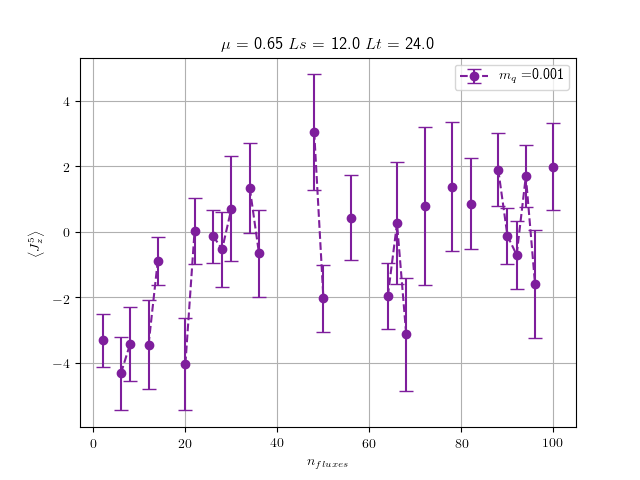 μ = 0.65 Ls = 12.0 Lt = 24.0
m_q =0.001
⟨J_z^5⟩
4
2
0
−2
−4
0 20 40 60 80 100
n_fluxes